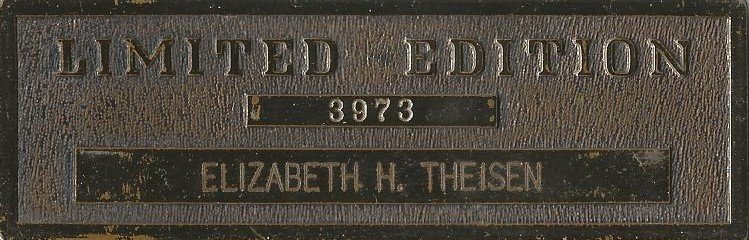 LIMITED EDITION
3973
ELIZABETH H. THEISEN